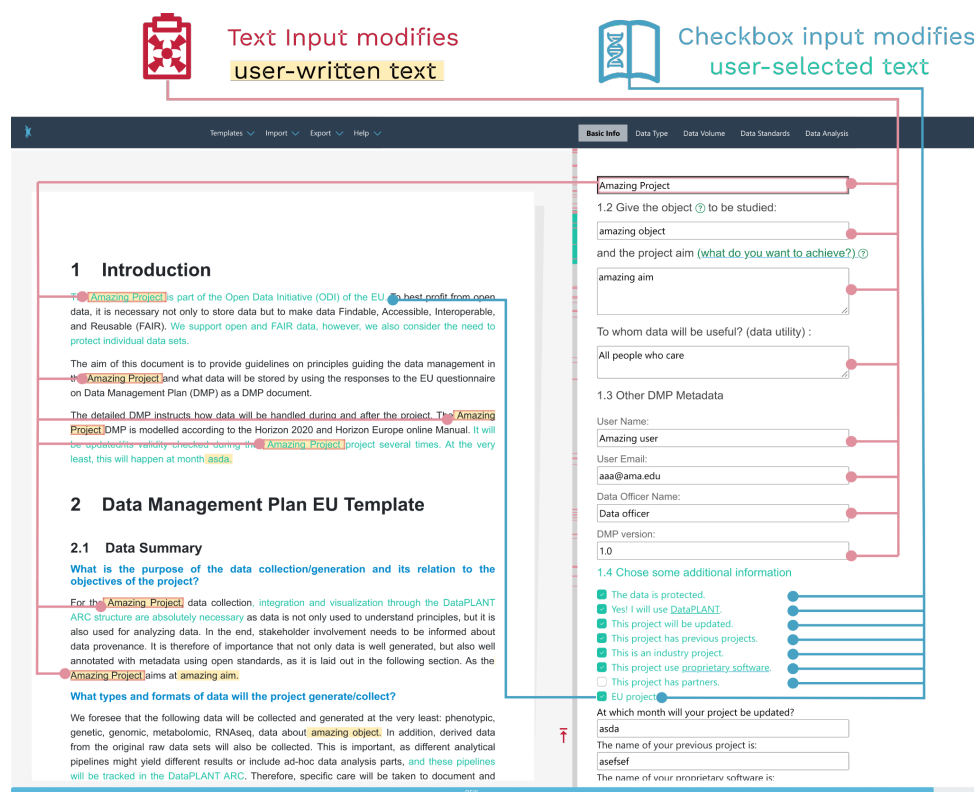 Text Input modifies
user-written text
Checkbox input modifies
user-selected text
Templates
Import
Export
Help
Basic Info
Data Type
Data Volume
Data Standards
Data Analysis
1 Introduction
Amazing Project is part of the Open Data Initiative (ODI) of the EU. To best profit from open
data, it is necessary not only to store data but to make data Findable, Accessible, Interoperable,
and Reusable (FAIR). We support open and FAIR data, however, we also consider the need to
protect individual data sets.
The aim of this document is to provide guidelines on principles guiding the data management in
the Amazing Project and what data will be stored by using the responses to the EU questionnaire
on Data Management Plan (DMP) as a DMP document.
The detailed DMP instructs how data will be handled during and after the project. The Amazing
Project DMP is modelled according to the Horizon 2020 and Horizon Europe online Manual. It will
be updated/its validity checked during the Amazing Project project several times. At the very
least, this will happen at month asda.
2 Data Management Plan EU Template
2.1 Data Summary
What is the purpose of the data collection/generation and its relation to the
objectives of the project?
For the Amazing Project, data collection, integration and visualization through the DataPLANT
ARC structure are absolutely necessary as data is not only used to understand principles, but it is
also used for analyzing data. In the end, stakeholder involvement needs to be informed about
data provenance. It is therefore of importance that not only data is well generated, but also well
annotated with metadata using open standards, as it is laid out in the following section. As the
Amazing Project aims at amazing aim.
What types and formats of data will the project generate/collect?
We foresee that the following data will be collected and generated at the very least: phenotypic,
genetic, genomic, metabolomic, RNAseq, data about amazing object. In addition, derived data
from the original raw data sets will also be collected. This is important, as different analytical
pipelines might yield different results or include ad-hoc data analysis parts, and these pipelines
will be tracked in the DataPLANT ARC. Therefore, specific care will be taken to document and
Amazing Project
1.2 Give the object ? to be studied:
amazing object
and the project aim (what do you want to achieve?) ?
amazing aim
To whom data will be useful? (data utility) :
All people who care
1.3 Other DMP Metadata
User Name:
Amazing user
User Email:
aaa@ama.edu
Data Officer Name:
Data officer
DMP version:
1.0
1.4 Chose some additional information
The data is protected.
Yes! I will use DataPLANT.
This project will be updated.
This project has previous projects.
This is an industry project.
This project use proprietary software.
This project has partners.
EU project
At which month will your project be updated?
asda
The name of your previous project is:
asefsef
The name of your proprietary software is: